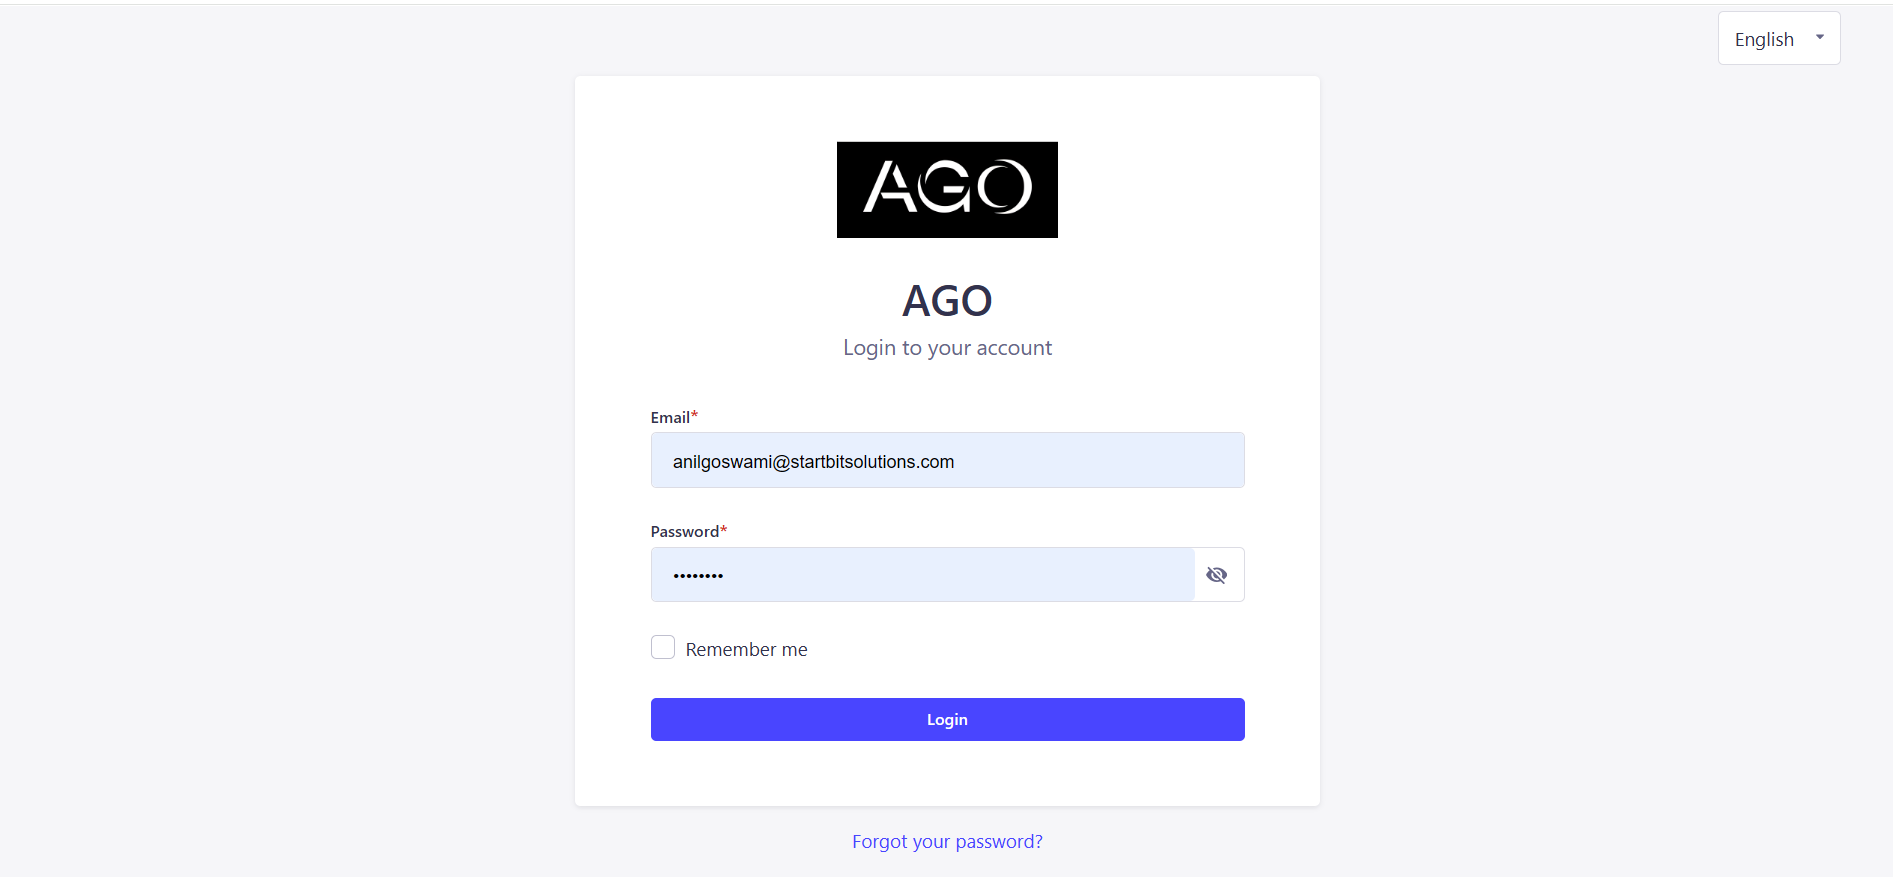 English
AGO
AGO
Login to your account
Email*
anilgoswami@startbitsolutions.com
Password*
••••••••
Remember me
Login
Forgot your password?